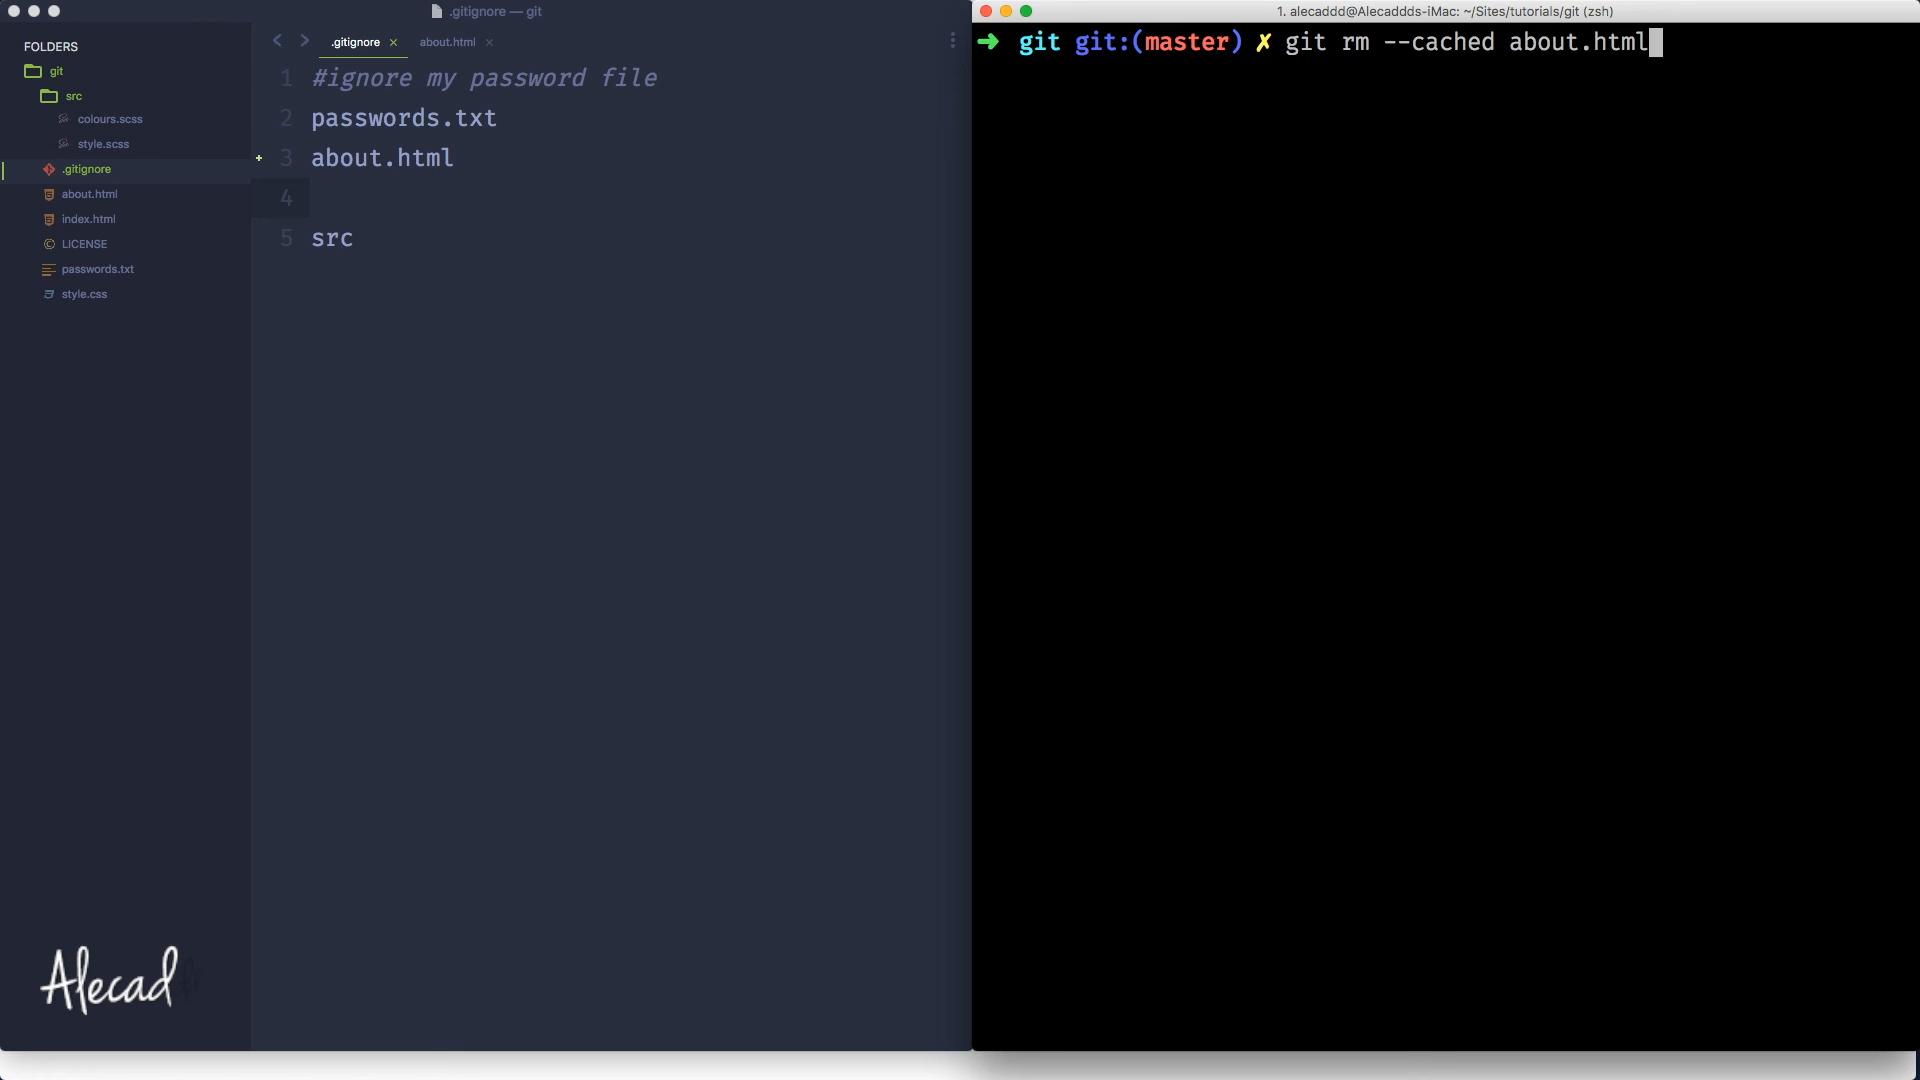 .gitignore — git
FOLDERS
git
src
colours.scss
style.scss
.gitignore
about.html
index.html
LICENSE
passwords.txt
style.css
.gitignore × about.html ×
1 #ignore my password file
2 passwords.txt
3 about.html
4
5 src
Alecad
1. alecaddd@Alecaddds-iMac: ~/Sites/tutorials/git (zsh)
➜ git git:(master) ✗ git rm --cached about.html